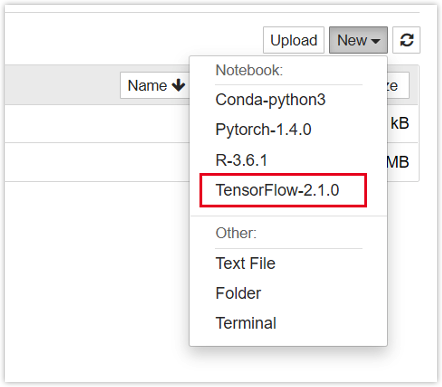 Upload New
Notebook:
Name ze
Conda-python3
Pytorch-1.4.0 kB
R-3.6.1 MB
TensorFlow-2.1.0
Other:
Text File
Folder
Terminal